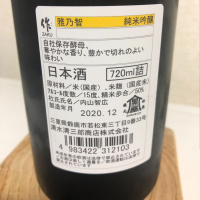 作 ZAKU
雅乃智 純米吟醸
自社保存酵母、
華やかな香り、豊かで切れのよい
味わい
日本酒 720ml詰
原材料／米(国産)、米麹(国産米)
アルコール度数／15度、精米歩合／50%
杜氏氏名／内山智広
製造年月 2020.12
三重県鈴鹿市若松東三丁目9番33号
清水清三郎商店株式会社
4 983422 312103